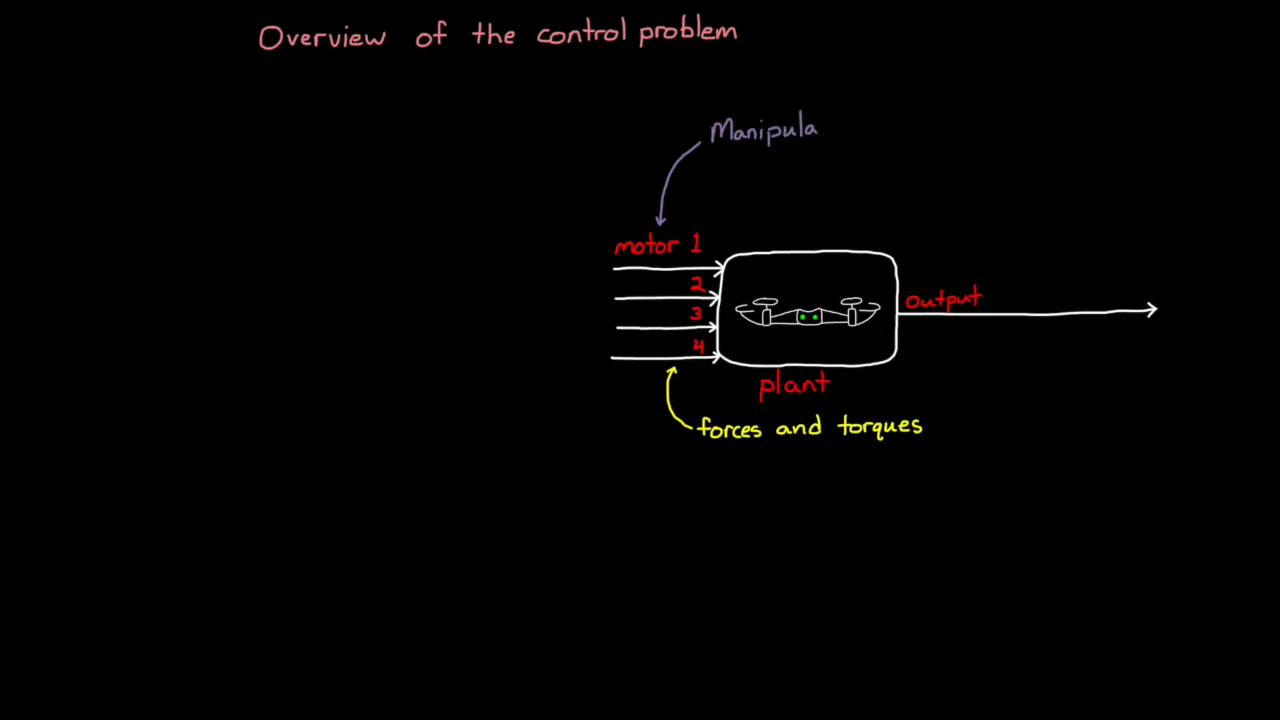 Overview of the control problem
Manipula
motor 1
2
3
4
output
plant
forces and torques